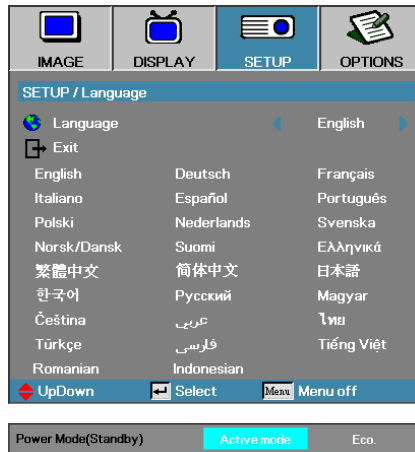 IMAGE DISPLAY SETUP OPTIONS
SETUP / Language
Language English
Exit
English Deutsch Français
Italiano Español Português
Polski Nederlands Svenska
Norsk/Dansk Suomi Ελληνικά
繁體中文 简体中文 日本語
한국어 Русский Magyar
Čeština عربي ไทย
Türkçe فارسی Tiếng Việt
Romanian Indonesian
UpDown Select Menu Menu off
Power Mode(Standby) Active mode Eco.